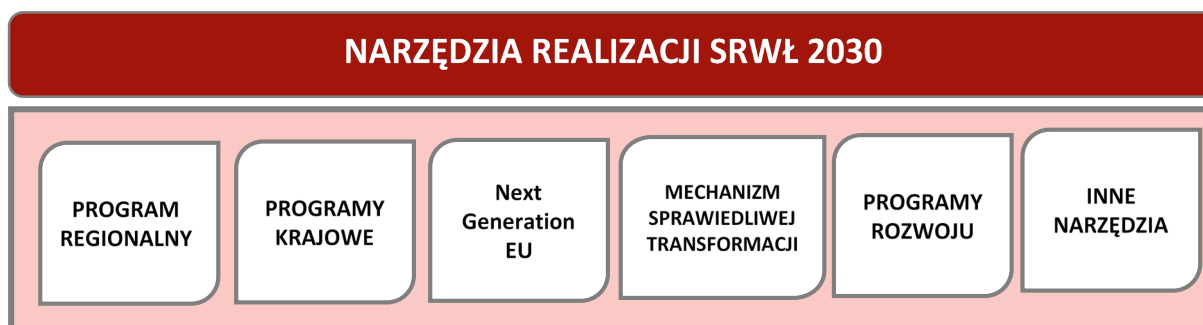 NARZĘDZIA REALIZACJI SRWŁ 2030
PROGRAM
REGIONALNY
PROGRAMY
KRAJOWE
Next
Generation
EU
MECHANIZM
SPRAWIEDLIWEJ
TRANSFORMACJI
PROGRAMY
ROZWOJU
INNE
NARZĘDZIA